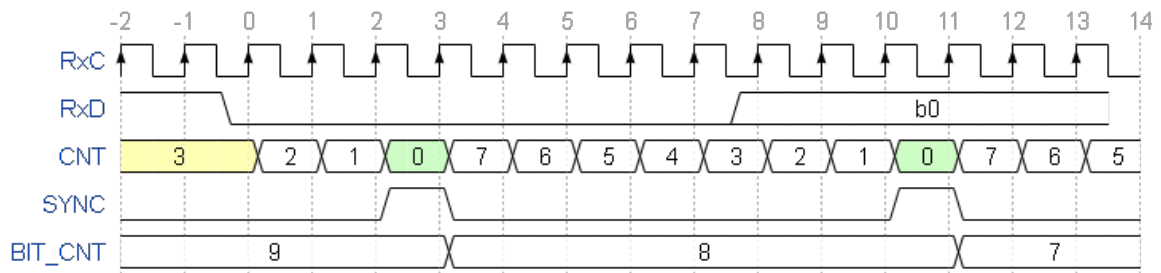 -2 -1 0 1 2 3 4 5 6 7 8 9 10 11 12 13 14
RxC
RxD b0
CNT 3 2 1 0 7 6 5 4 3 2 1 0 7 6 5
SYNC
BIT_CNT 9 8 7